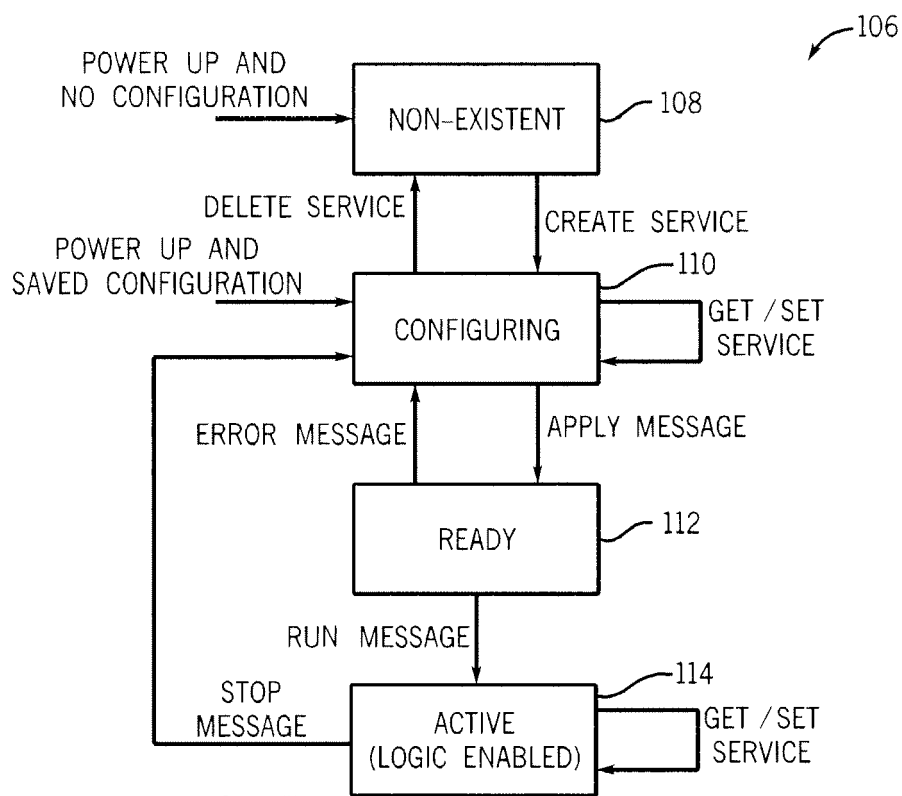 106
POWER UP AND
NO CONFIGURATION
NON-EXISTENT
108
DELETE SERVICE
CREATE SERVICE
POWER UP AND
SAVED CONFIGURATION
110
CONFIGURING
GET / SET
SERVICE
ERROR MESSAGE
APPLY MESSAGE
READY
112
RUN MESSAGE
STOP
MESSAGE
114
ACTIVE
(LOGIC ENABLED)
GET / SET
SERVICE